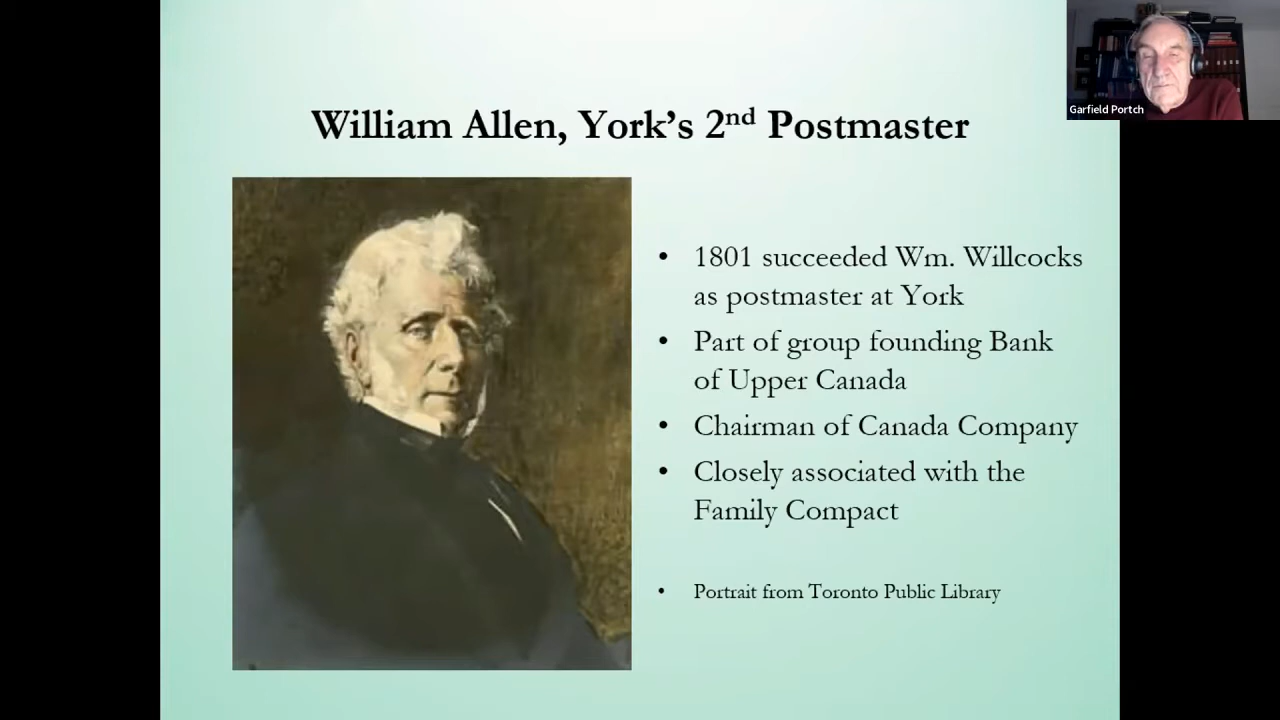 William Allen, York’s 2nd Postmaster
• 1801 succeeded Wm. Willcocks
as postmaster at York
• Part of group founding Bank
of Upper Canada
• Chairman of Canada Company
• Closely associated with the
Family Compact
• Portrait from Toronto Public Library
Garfield Portch